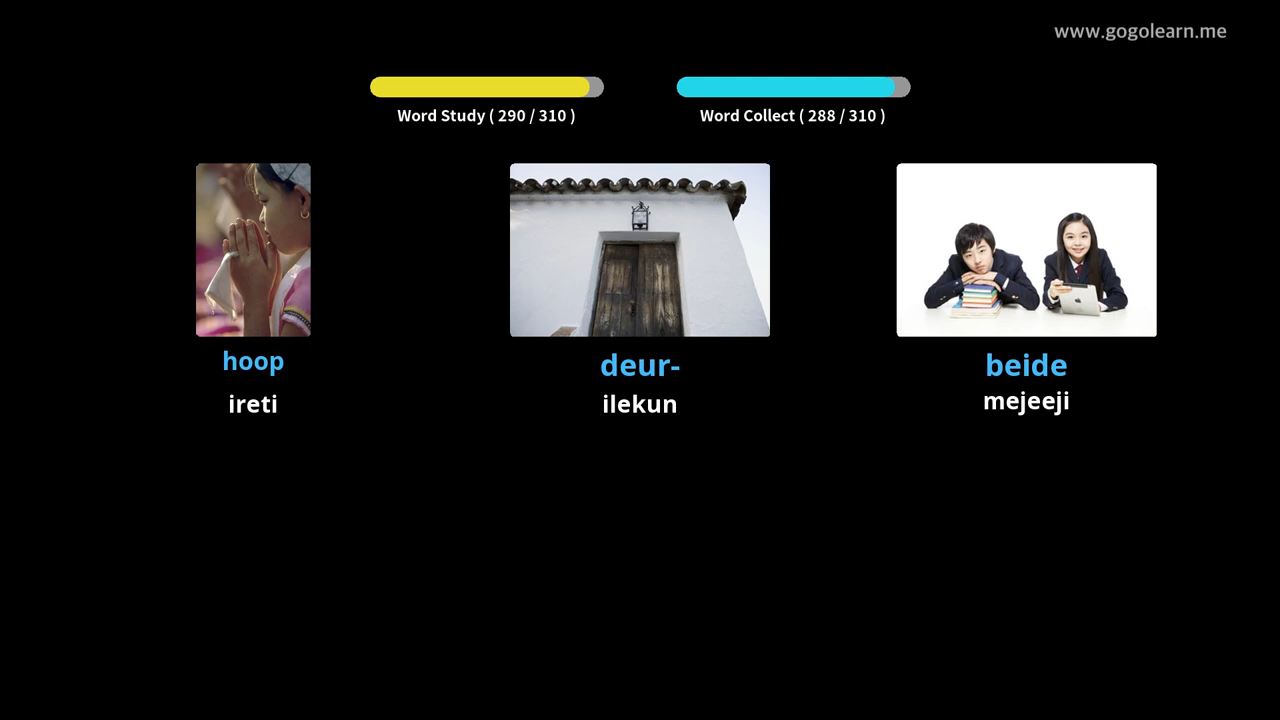 www.gogolearn.me
Word Study ( 290 / 310 )
Word Collect ( 288 / 310 )
hoop
ireti
deur-
ilekun
beide
mejeeji